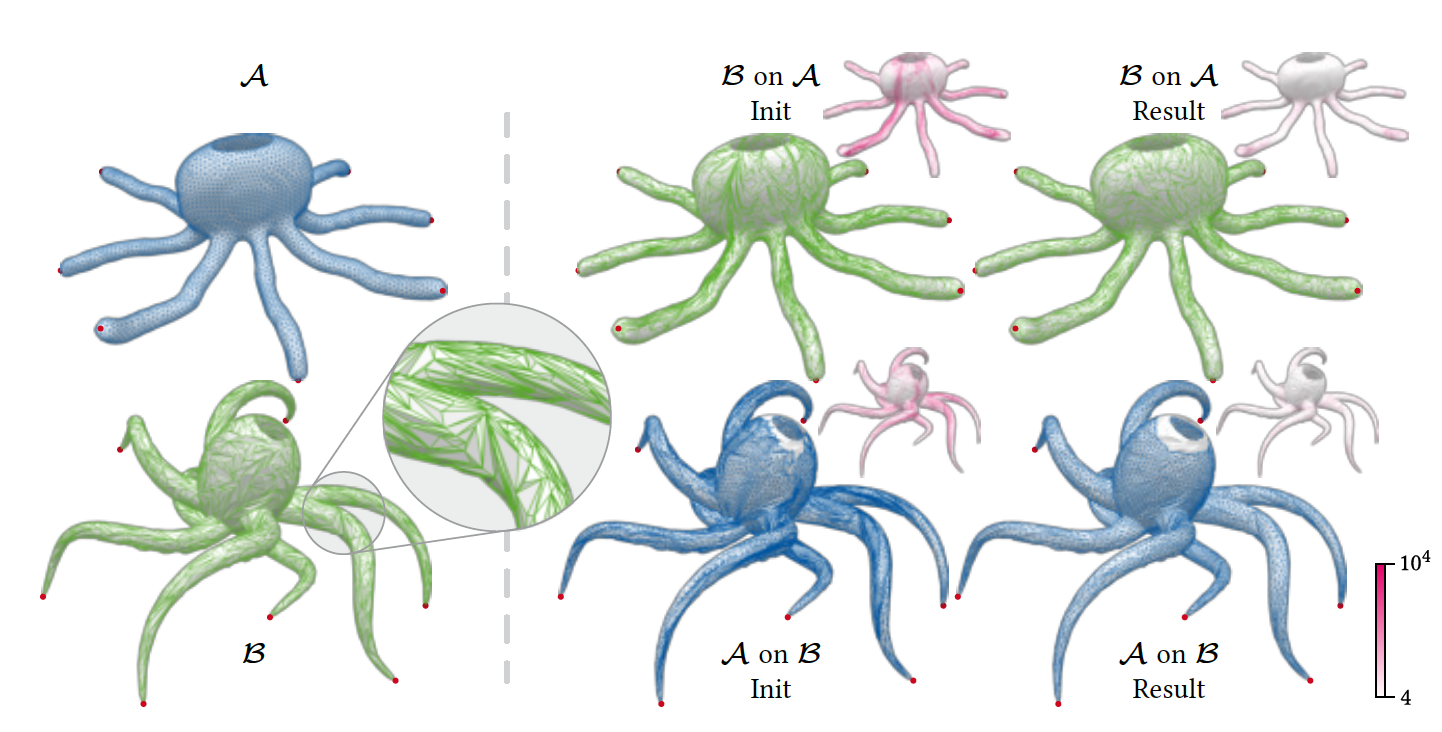 𝒜
ℬ on 𝒜
Init
ℬ on 𝒜
Result
ℬ
𝒜 on ℬ
Init
𝒜 on ℬ
Result
10⁴
4